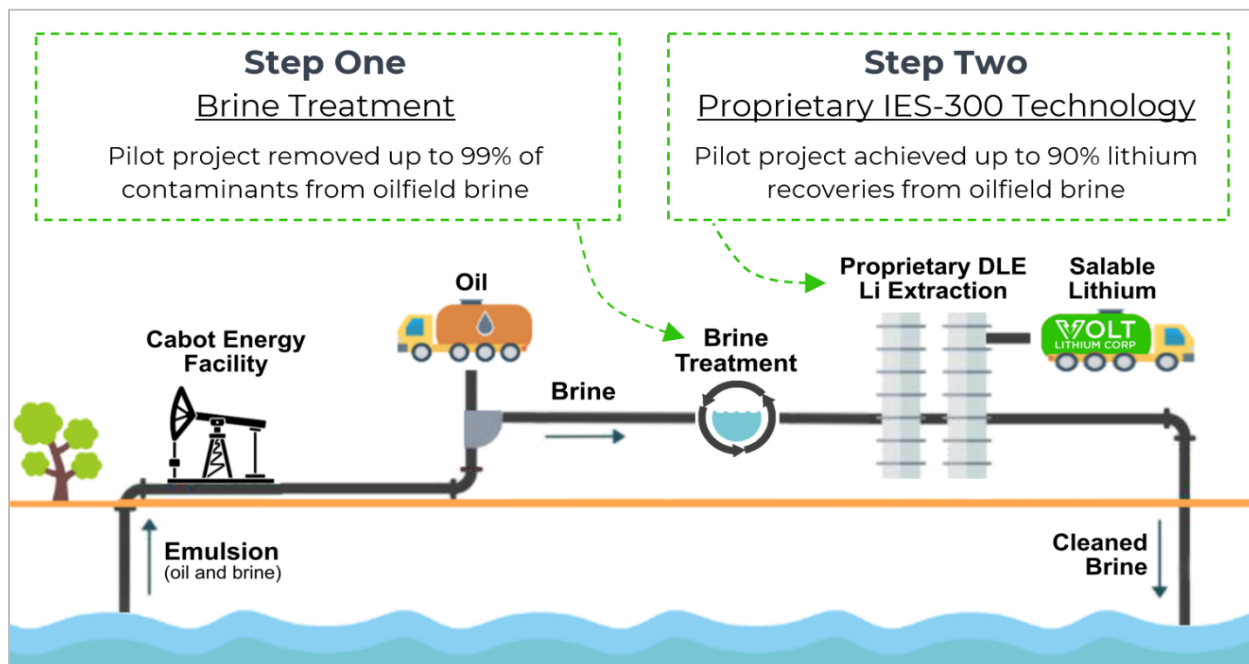 Step One
Brine Treatment
Pilot project removed up to 99% of
contaminants from oilfield brine
Step Two
Proprietary IES-300 Technology
Pilot project achieved up to 90% lithium
recoveries from oilfield brine
Cabot Energy
Facility
Oil
Brine
Brine
Treatment
Proprietary DLE
Li Extraction
Salable
Lithium
VOLT
LITHIUM CORP
Emulsion
(oil and brine)
Cleaned
Brine